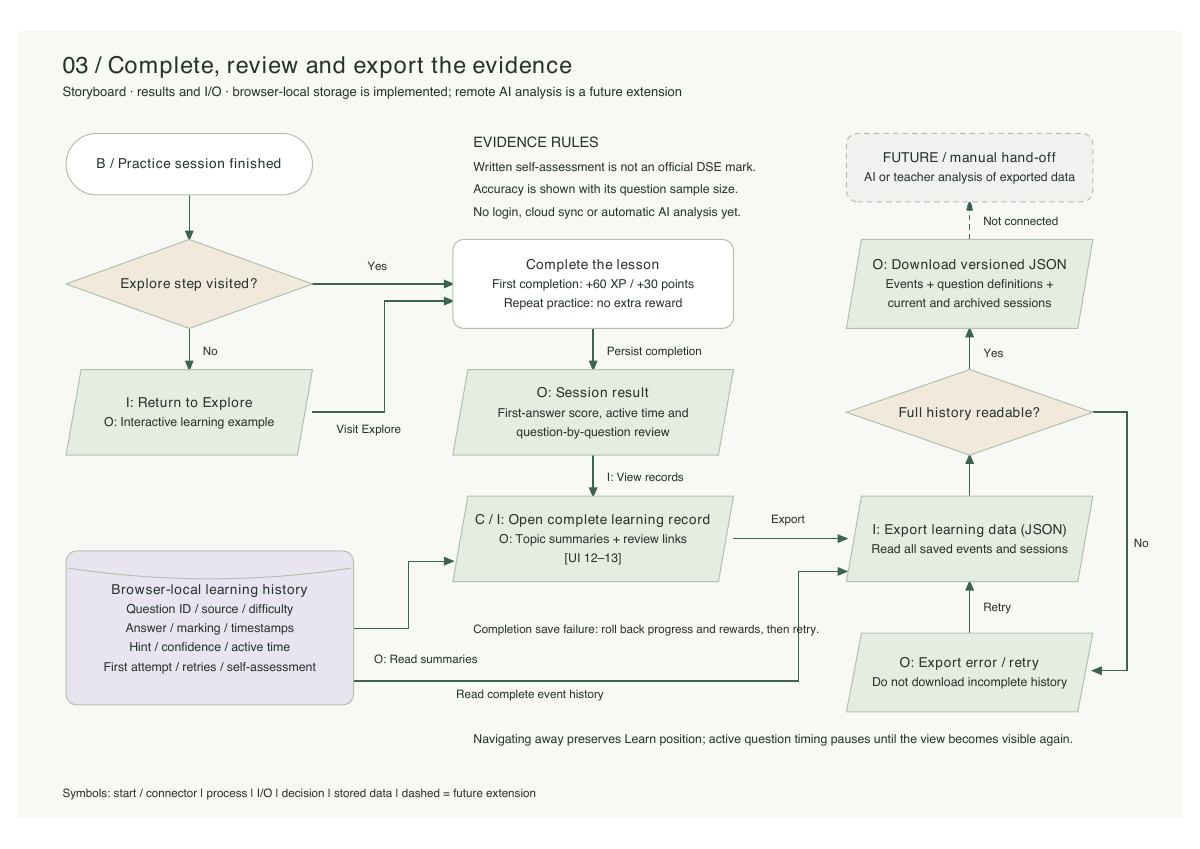 03 / Complete, review and export the evidence
Storyboard · results and I/O · browser-local storage is implemented; remote AI analysis is a future extension
B / Practice session finished
EVIDENCE RULES
Written self-assessment is not an official DSE mark.
Accuracy is shown with its question sample size.
No login, cloud sync or automatic AI analysis yet.
FUTURE / manual hand-off
AI or teacher analysis of exported data
Not connected
Explore step visited?
Yes
Complete the lesson
First completion: +60 XP / +30 points
Repeat practice: no extra reward
O: Download versioned JSON
Events + question definitions +
current and archived sessions
No
Persist completion
Yes
I: Return to Explore
O: Interactive learning example
Visit Explore
O: Session result
First-answer score, active time and
question-by-question review
Full history readable?
I: View records
C / I: Open complete learning record
O: Topic summaries + review links
[UI 12–13]
Export
I: Export learning data (JSON)
Read all saved events and sessions
No
Browser-local learning history
Question ID / source / difficulty
Answer / marking / timestamps
Hint / confidence / active time
First attempt / retries / self-assessment
Retry
Completion save failure: roll back progress and rewards, then retry.
O: Read summaries
Read complete event history
O: Export error / retry
Do not download incomplete history
Navigating away preserves Learn position; active question timing pauses until the view becomes visible again.
Symbols: start / connector | process | I/O | decision | stored data | dashed = future extension